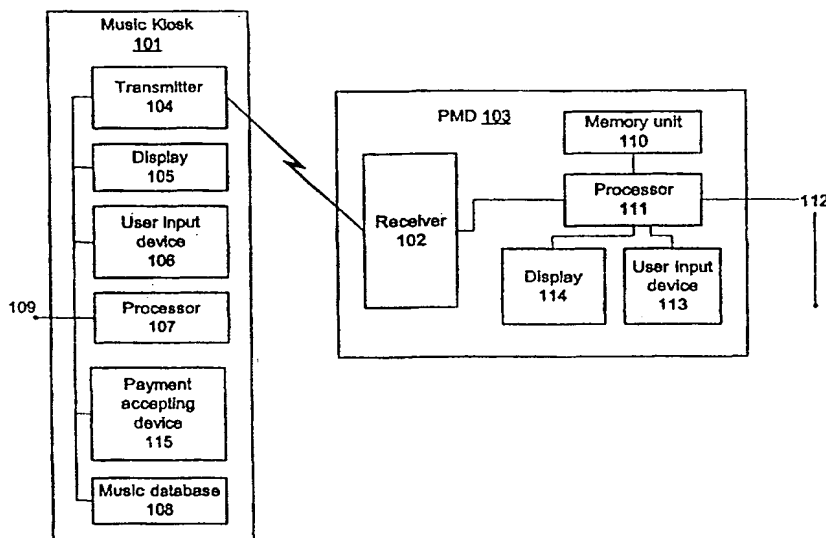 Music Kiosk
101
Transmitter
104
Display
105
User input
device
106
109
Processor
107
Payment
accepting
device
115
Music database
108
PMD 103
Memory unit
110
Receiver
102
Processor
111
112
Display
114
User input
device
113